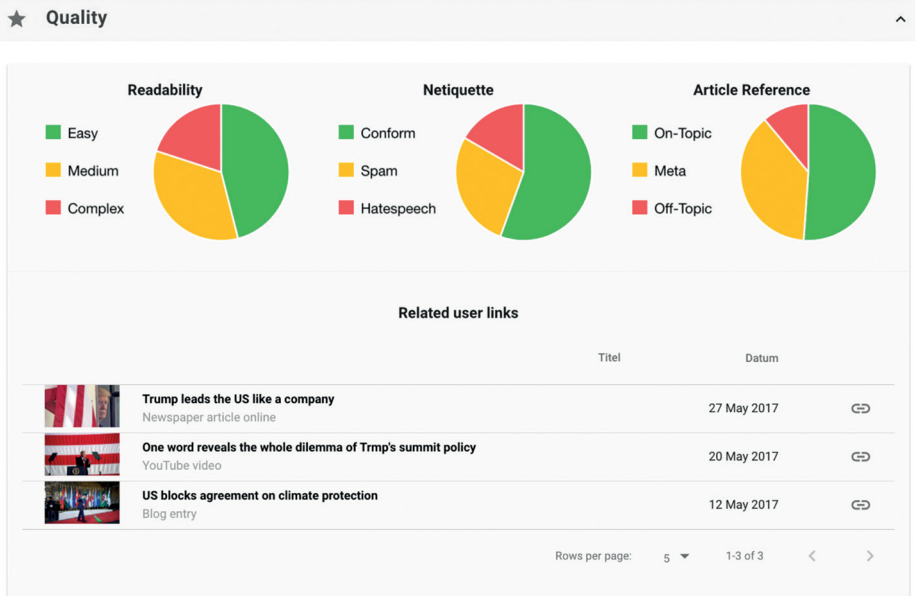 Quality
Readability
Easy
Medium
Complex
Netiquette
Conform
Spam
Hatespeech
Article Reference
On-Topic
Meta
Off-Topic
Related user links
Titel Datum
Trump leads the US like a company
Newspaper article online
27 May 2017
One word reveals the whole dilemma of Trmp's summit policy
YouTube video
20 May 2017
US blocks agreement on climate protection
Blog entry
12 May 2017
Rows per page: 5 1-3 of 3